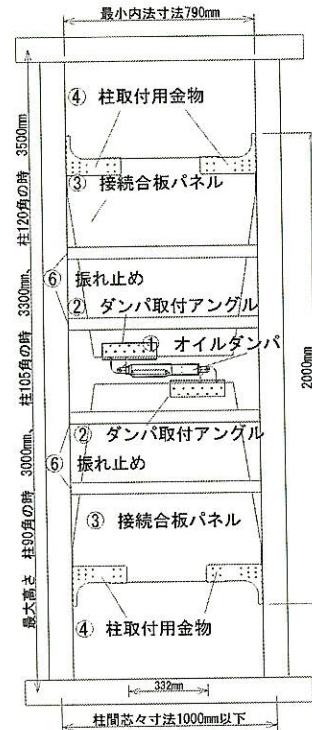 最小内法寸法790mm
④ 柱取付用金物
③ 接続合板パネル
⑥ 振れ止め
② ダンパ取付アングル
① オイルダンパ
② ダンパ取付アングル
⑥ 振れ止め
③ 接続合板パネル
④ 柱取付用金物
332mm
柱間芯々寸法1000mm以下
最大高さ 柱90角の時 3000mm、 柱105角の時 3300mm、 柱120角の時 3500mm
2000mm